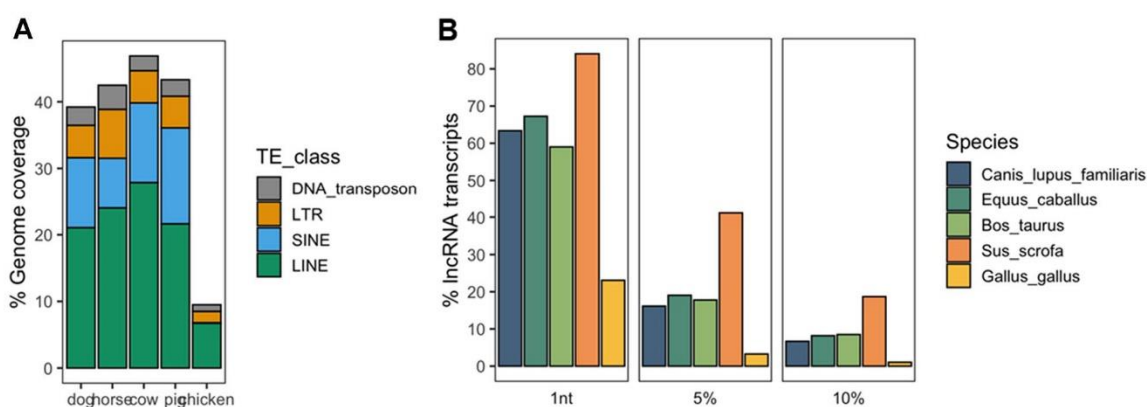 A
% Genome coverage
40
30
20
10
0
dog horse cow pig chicken
TE_class
DNA_transposon
LTR
SINE
LINE
B
% lncRNA transcripts
80
70
60
50
40
30
20
10
0
1nt 5% 10%
Species
Canis_lupus_familiaris
Equus_caballus
Bos_taurus
Sus_scrofa
Gallus_gallus